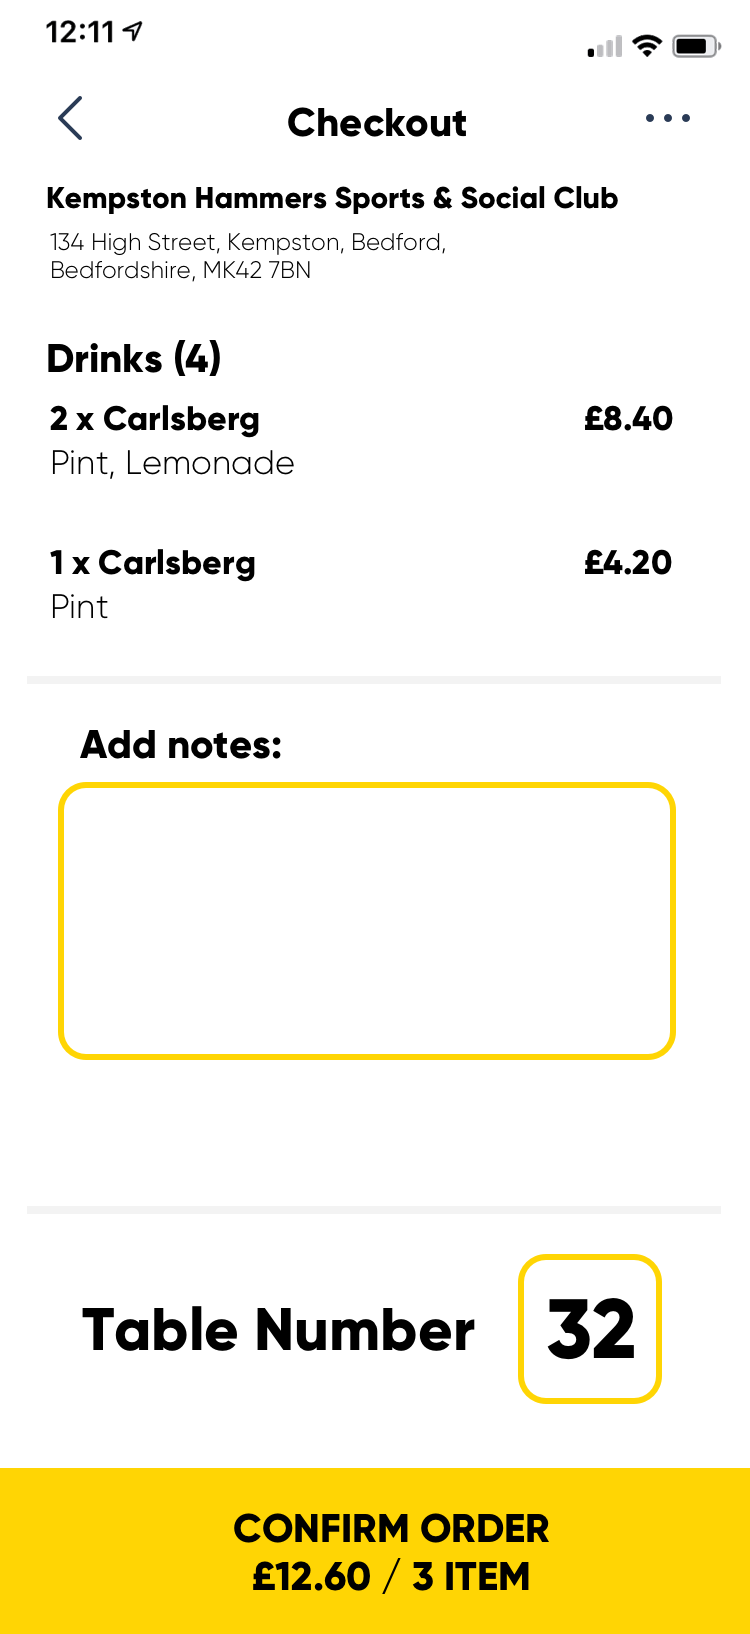 12:11
Checkout
Kempston Hammers Sports & Social Club
134 High Street, Kempston, Bedford,
Bedfordshire, MK42 7BN
Drinks (4)
2 x Carlsberg £8.40
Pint, Lemonade
1 x Carlsberg £4.20
Pint
Add notes:
Table Number 32
CONFIRM ORDER
£12.60 / 3 ITEM